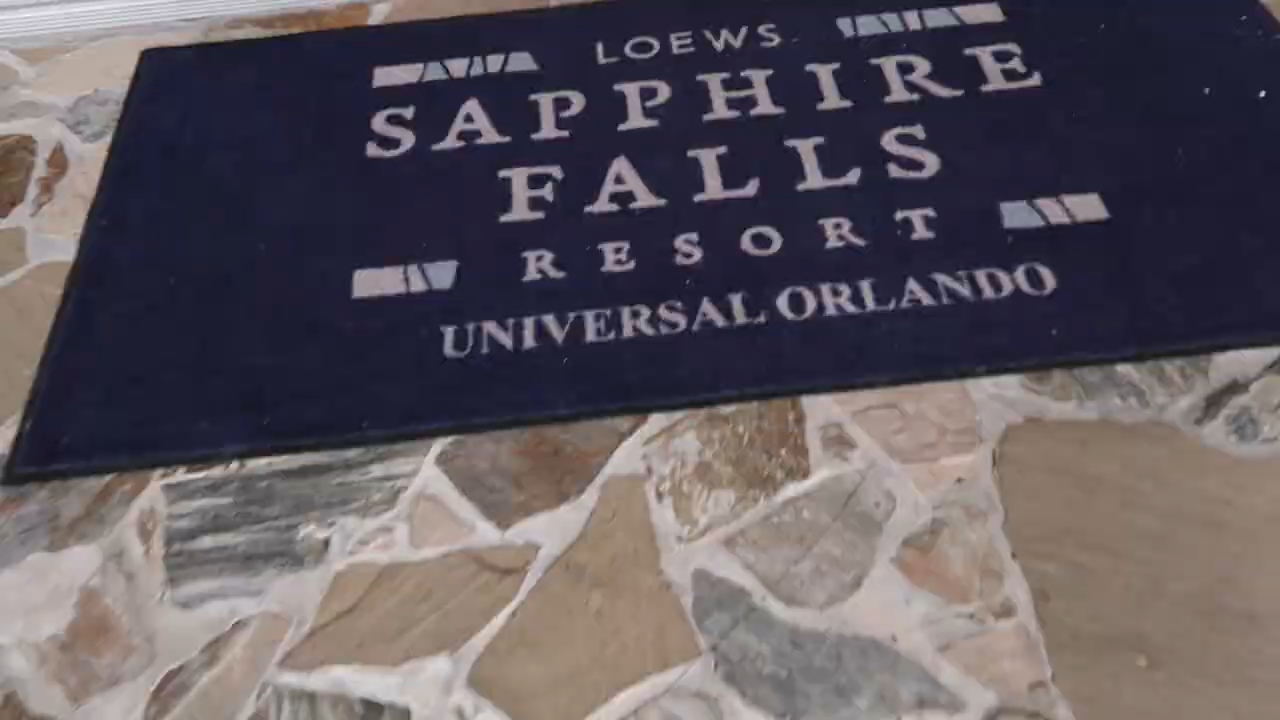 LOEWS
SAPPHIRE
FALLS
RESORT
UNIVERSAL ORLANDO